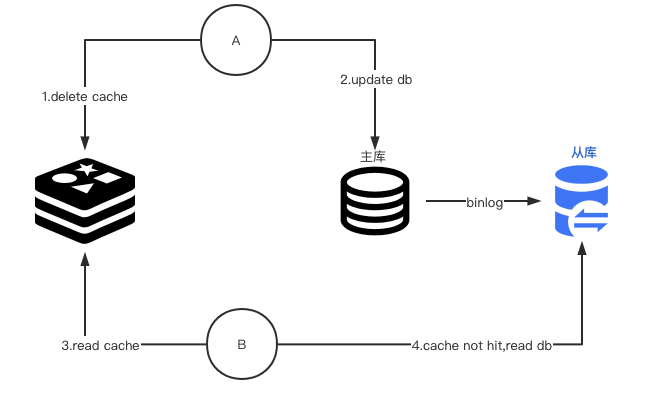 A
1.delete cache
2.update db
主库
从库
binlog
3.read cache
B
4.cache not hit,read db